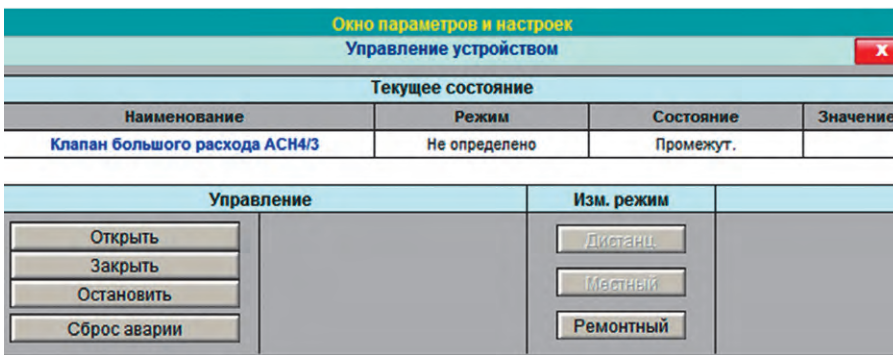 Окно параметров и настроек
Управление устройством
X
Текущее состояние
Наименование Режим Состояние Значение
Клапан большого расхода АСН4/3 Не определено Промежут.
Управление Изм. режим
Открыть Дистанц.
Закрыть
Местный
Остановить
Сброс аварии Ремонтный